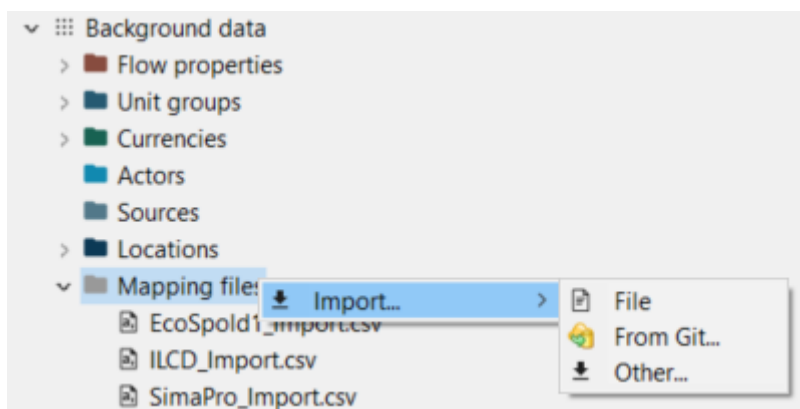 Background data
Flow properties
Unit groups
Currencies
Actors
Sources
Locations
Mapping files
Import...
File
EcoSpold1_Import.csv
From Git...
ILCD_Import.csv
Other...
SimaPro_Import.csv